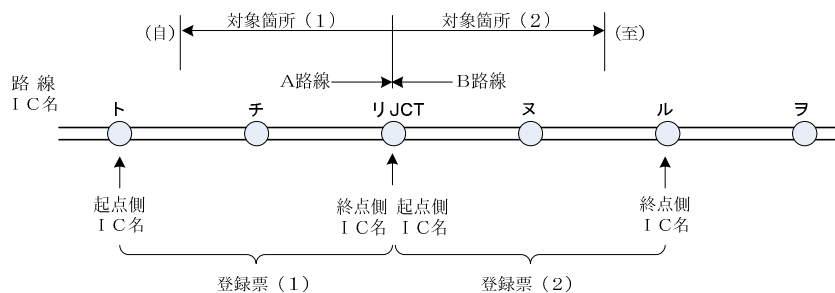 対象箇所（１） 対象箇所（２）
（自） （至）
Ａ路線 Ｂ路線
路 線
ＩＣ名
ト チ リJCT ヌ ル ヲ
起点側
ＩＣ名
終点側
ＩＣ名
起点側
ＩＣ名
終点側
ＩＣ名
登録票（１） 登録票（２）